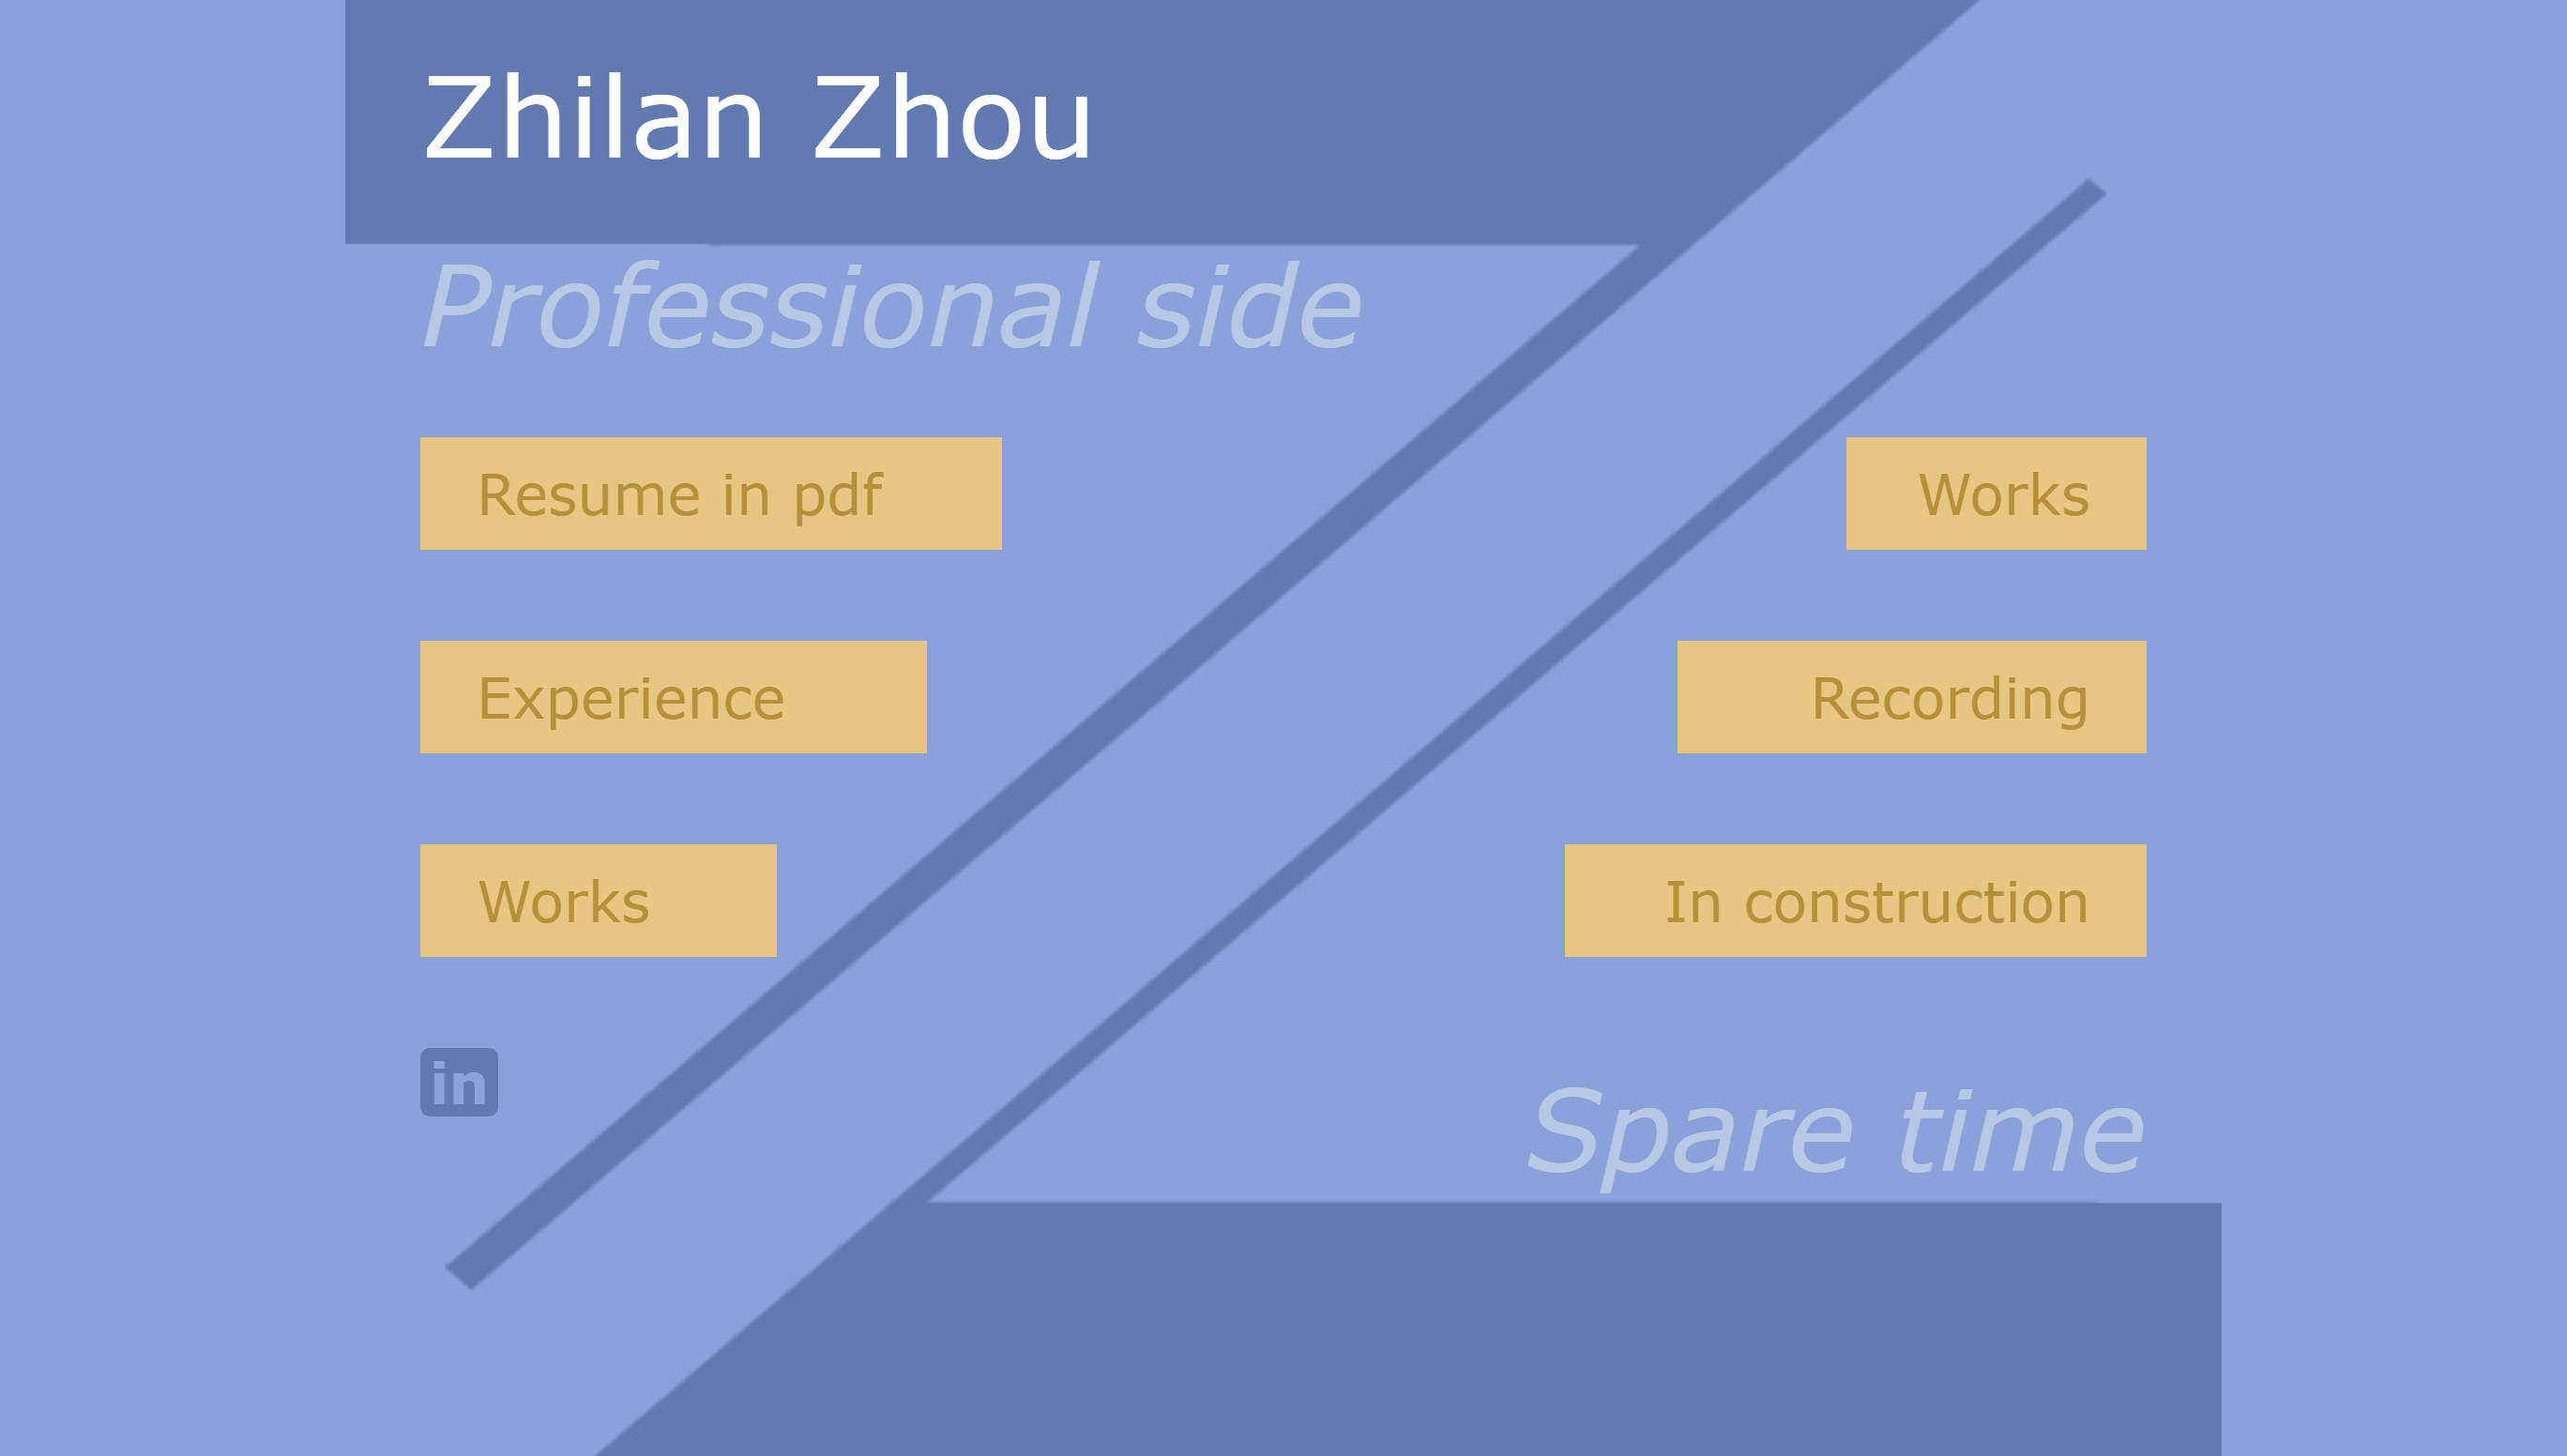 Zhilan Zhou
Professional side
Resume in pdf
Experience
Works
in
Works
Recording
In construction
Spare time